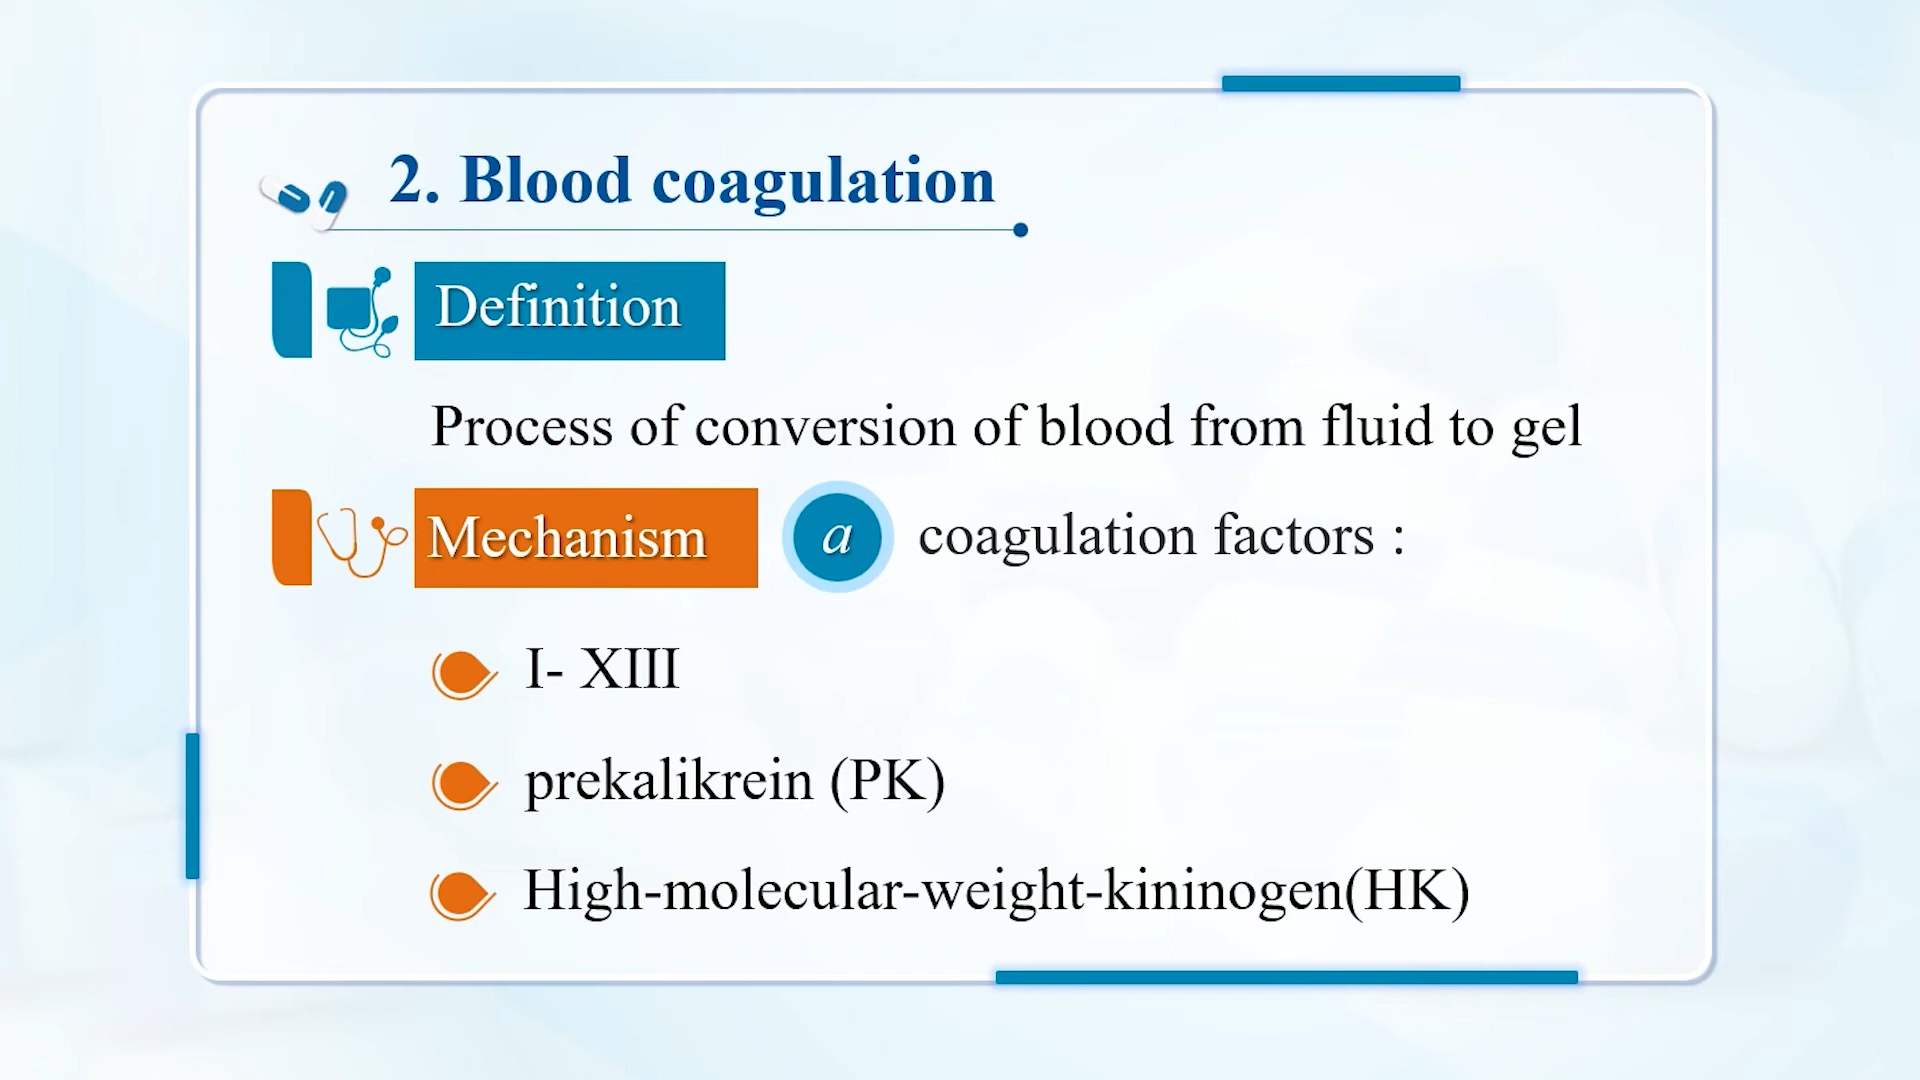 2. Blood coagulation
Definition
Process of conversion of blood from fluid to gel
Mechanism a coagulation factors :
I- XIII
prekalikrein (PK)
High-molecular-weight-kininogen(HK)